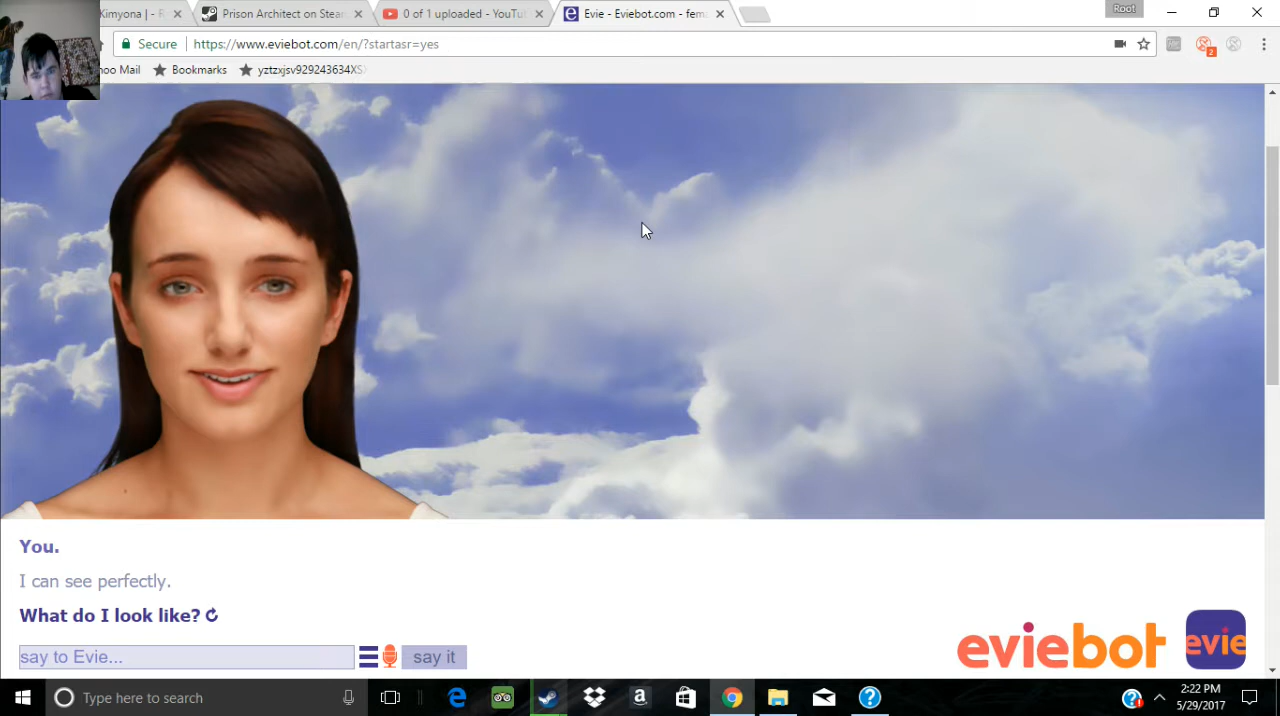 Kimyona | - R
Prison Architect on Stea
0 of 1 uploaded - YouTu
Evie - Eviebot.com - fema
Root
Secure
https://www.eviebot.com/en/?startasr=yes
2
hoo Mail
Bookmarks
yztzxjsv929243634XS
You.
I can see perfectly.
What do I look like?
say to Evie...
say it
eviebot
evie
Type here to search
2:22 PM
5/29/2017